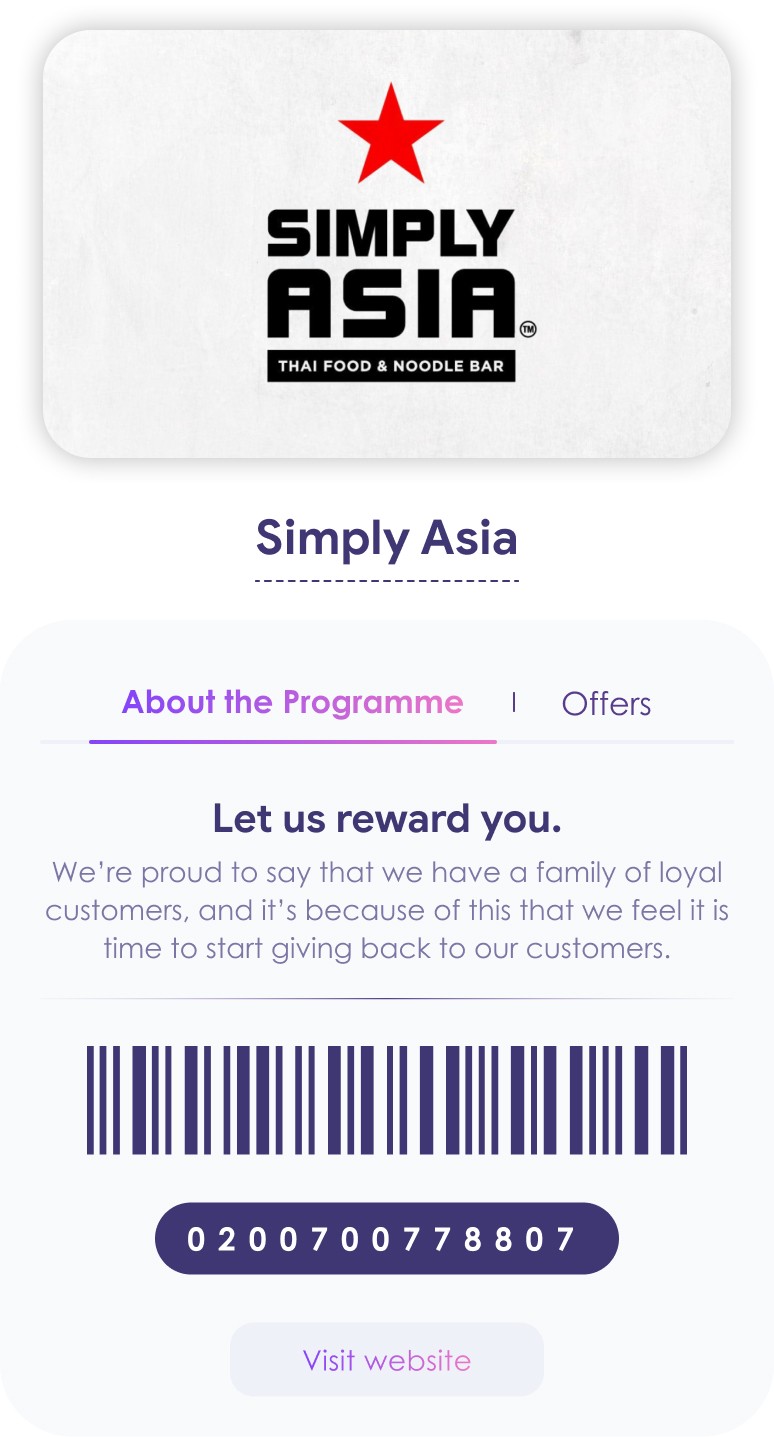 SIMPLY
ASIA™
THAI FOOD & NOODLE BAR
Simply Asia
About the Programme | Offers
Let us reward you.
We’re proud to say that we have a family of loyal
customers, and it’s because of this that we feel it is
time to start giving back to our customers.
0200700778807
Visit website